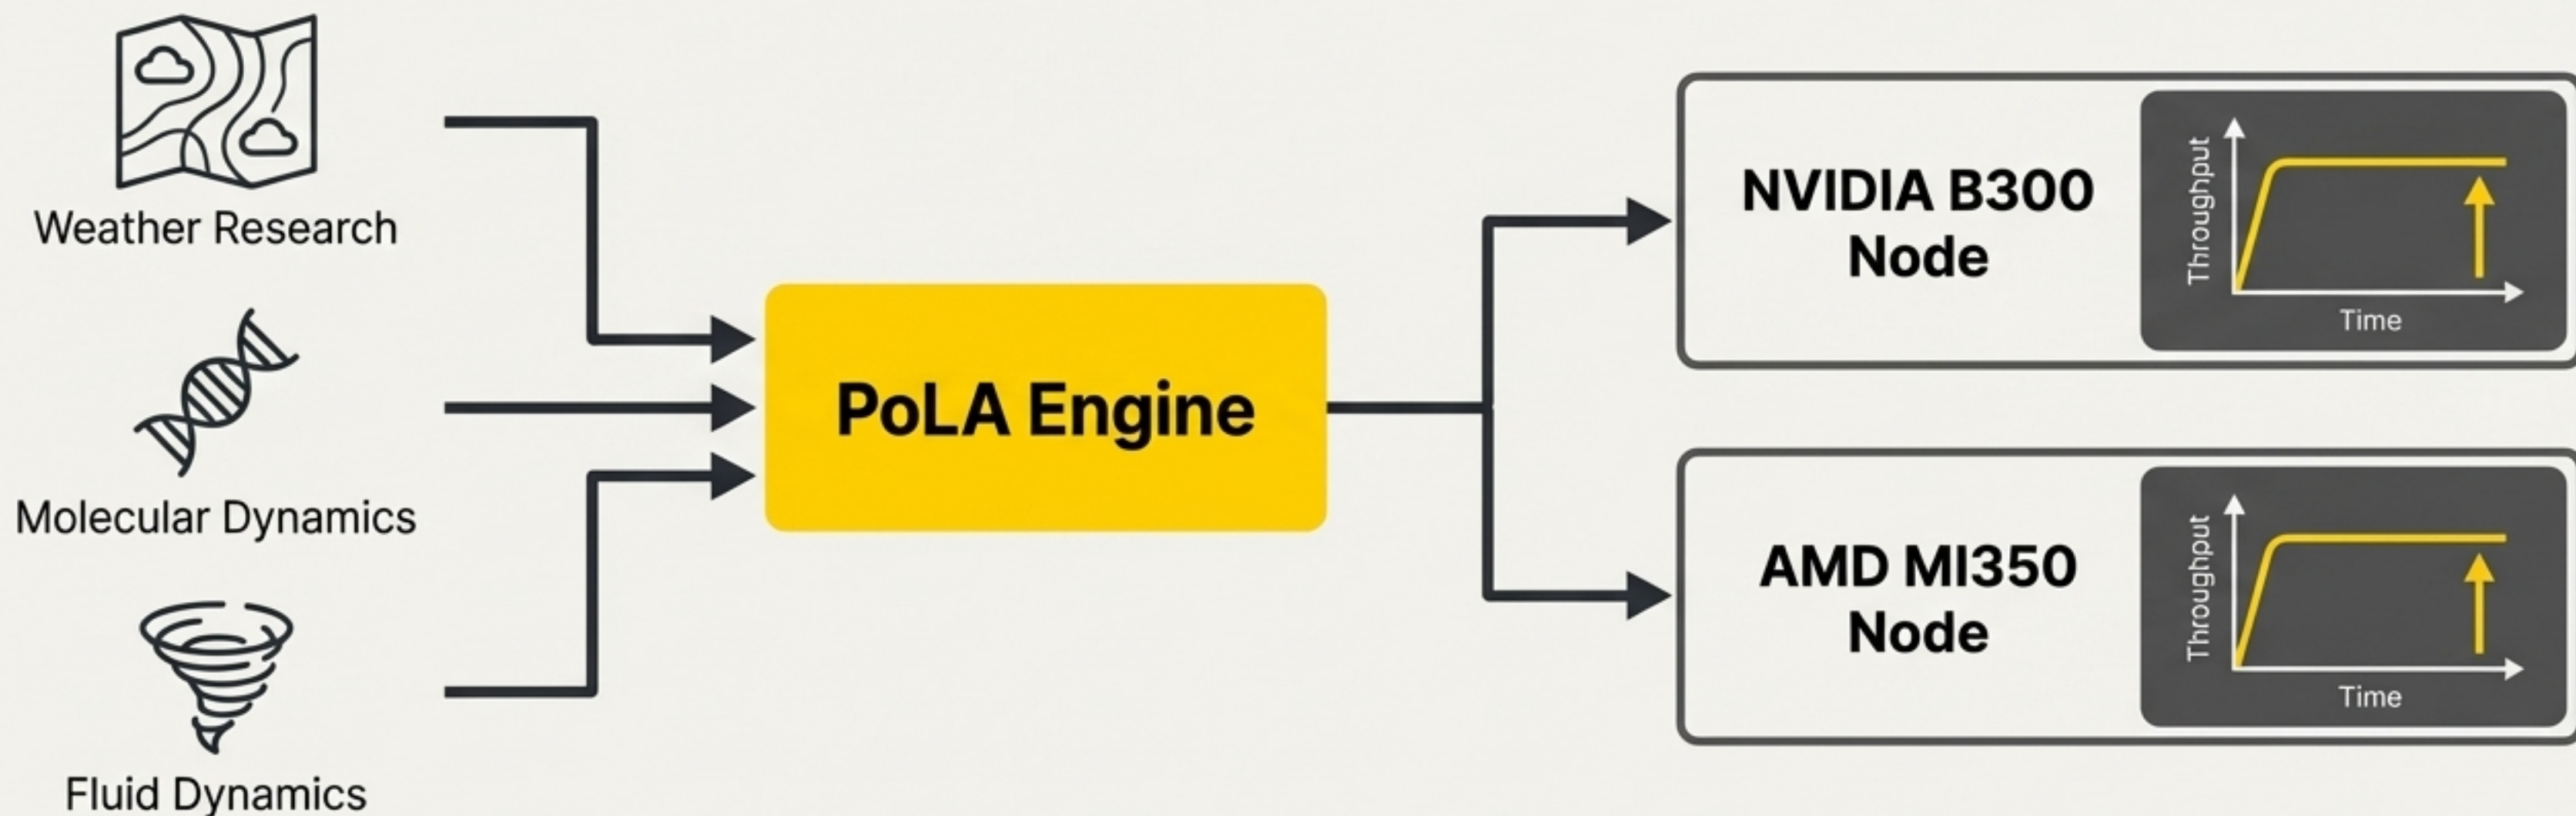 Weather Research
Molecular Dynamics
Fluid Dynamics
PoLA Engine
NVIDIA B300
Node
Throughput
Time
AMD MI350
Node
Throughput
Time